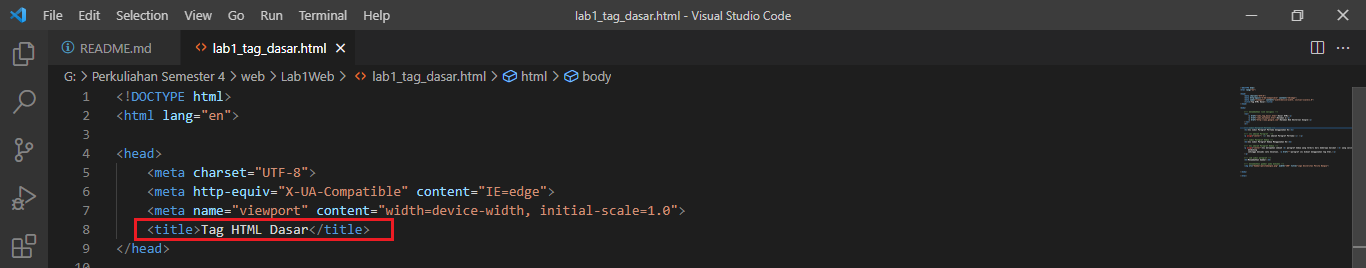 File Edit Selection View Go Run Terminal Help lab1_tag_dasar.html - Visual Studio Code
README.md lab1_tag_dasar.html
G: > Perkuliahan Semester 4 > web > Lab1Web > lab1_tag_dasar.html > html > body
1 <!DOCTYPE html>
2 <html lang="en">
3
4 <head>
5 <meta charset="UTF-8">
6 <meta http-equiv="X-UA-Compatible" content="IE=edge">
7 <meta name="viewport" content="width=device-width, initial-scale=1.0">
8 <title>Tag HTML Dasar</title>
9 </head>
10